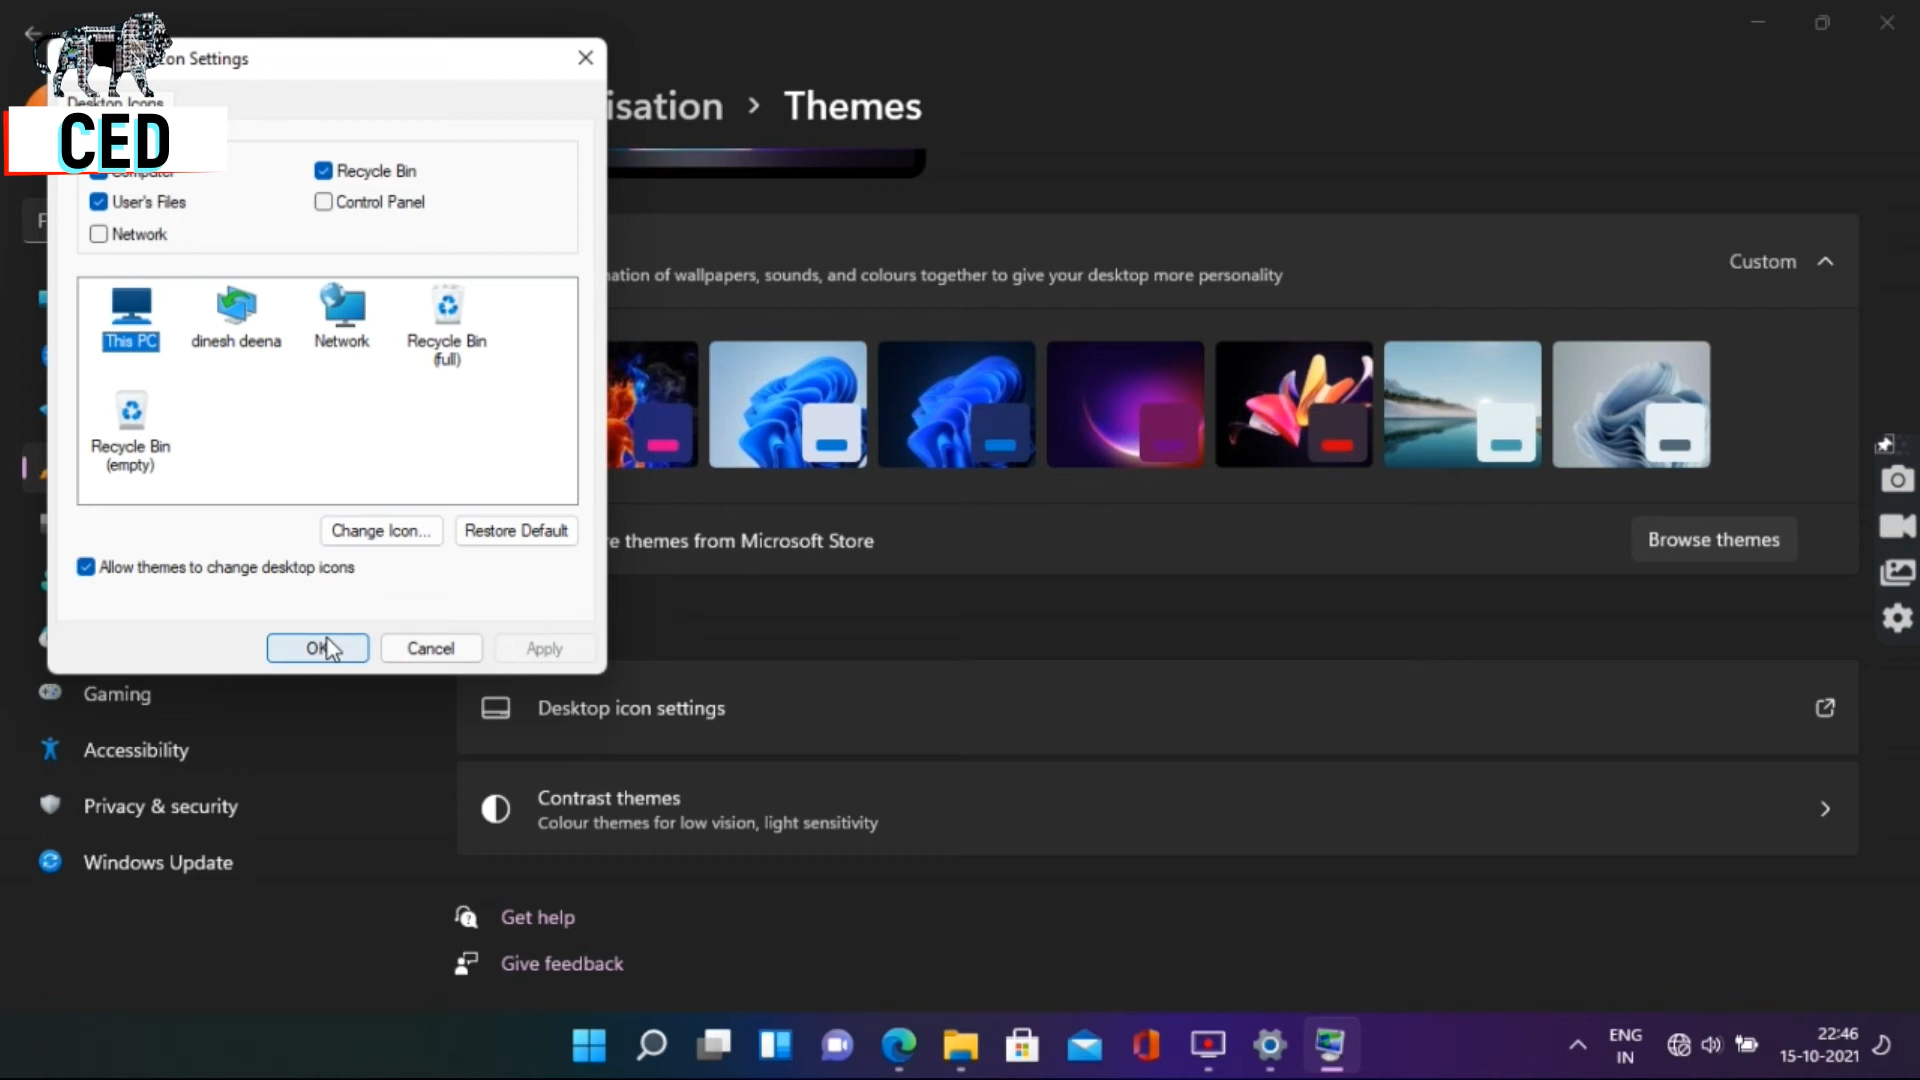 on Settings
Desktop Icons
CED
Computer
Recycle Bin
User's Files
Control Panel
Network
This PC
dinesh deena
Network
Recycle Bin
(full)
Recycle Bin
(empty)
Change Icon...
Restore Default
Allow themes to change desktop icons
OK
Cancel
Apply
isation > Themes
ation of wallpapers, sounds, and colours together to give your desktop more personality
Custom
e themes from Microsoft Store
Browse themes
Desktop icon settings
Contrast themes
Colour themes for low vision, light sensitivity
Gaming
Accessibility
Privacy & security
Windows Update
Get help
Give feedback
ENG
IN
22:46
15-10-2021